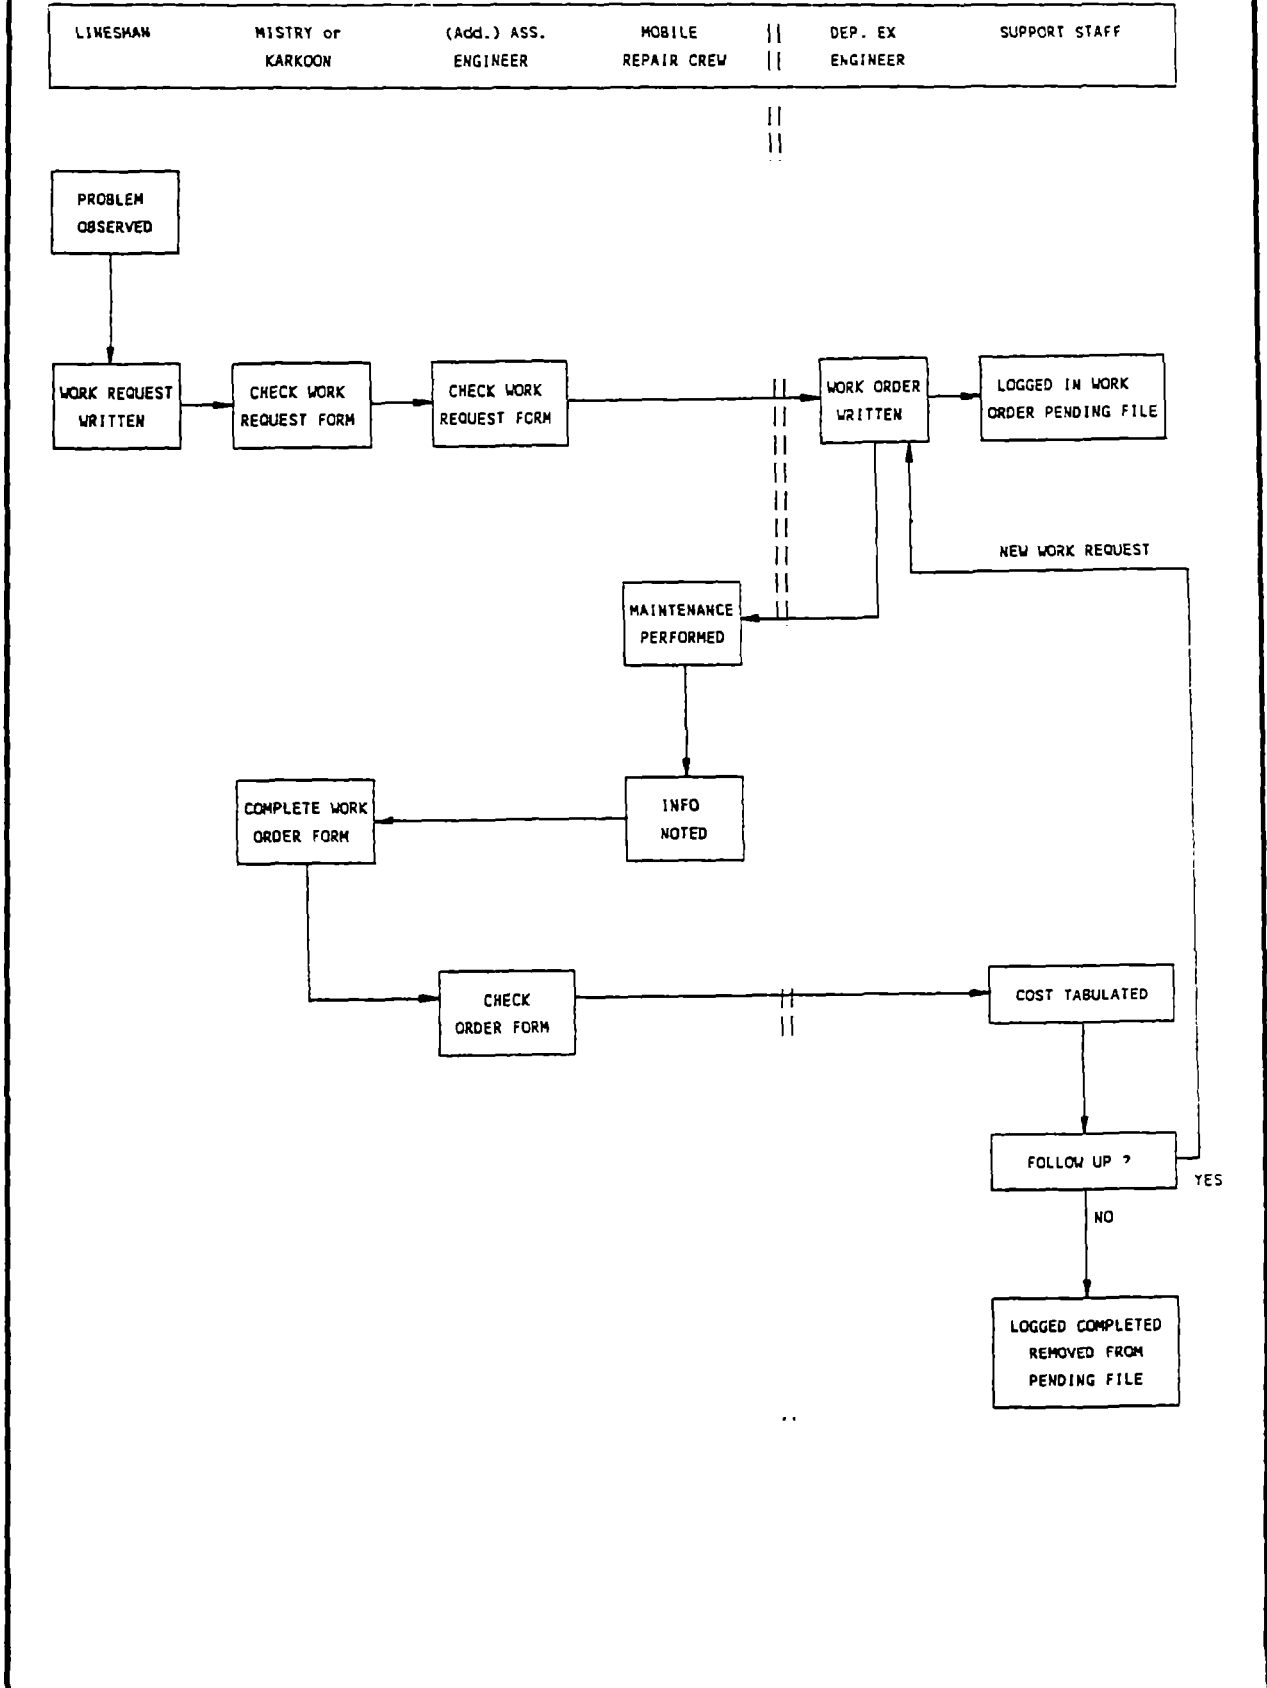 LINESMAN
MISTRY or
KARKOON
(Add.) ASS.
ENGINEER
MOBILE
REPAIR CREW
DEP. EX
ENGINEER
SUPPORT STAFF
PROBLEM
OBSERVED
WORK REQUEST
WRITTEN
CHECK WORK
REQUEST FORM
CHECK WORK
REQUEST FORM
WORK ORDER
WRITTEN
LOGGED IN WORK
ORDER PENDING FILE
NEW WORK REQUEST
MAINTENANCE
PERFORMED
INFO
NOTED
COMPLETE WORK
ORDER FORM
CHECK
ORDER FORM
COST TABULATED
FOLLOW UP ?
YES
NO
LOGGED COMPLETED
REMOVED FROM
PENDING FILE